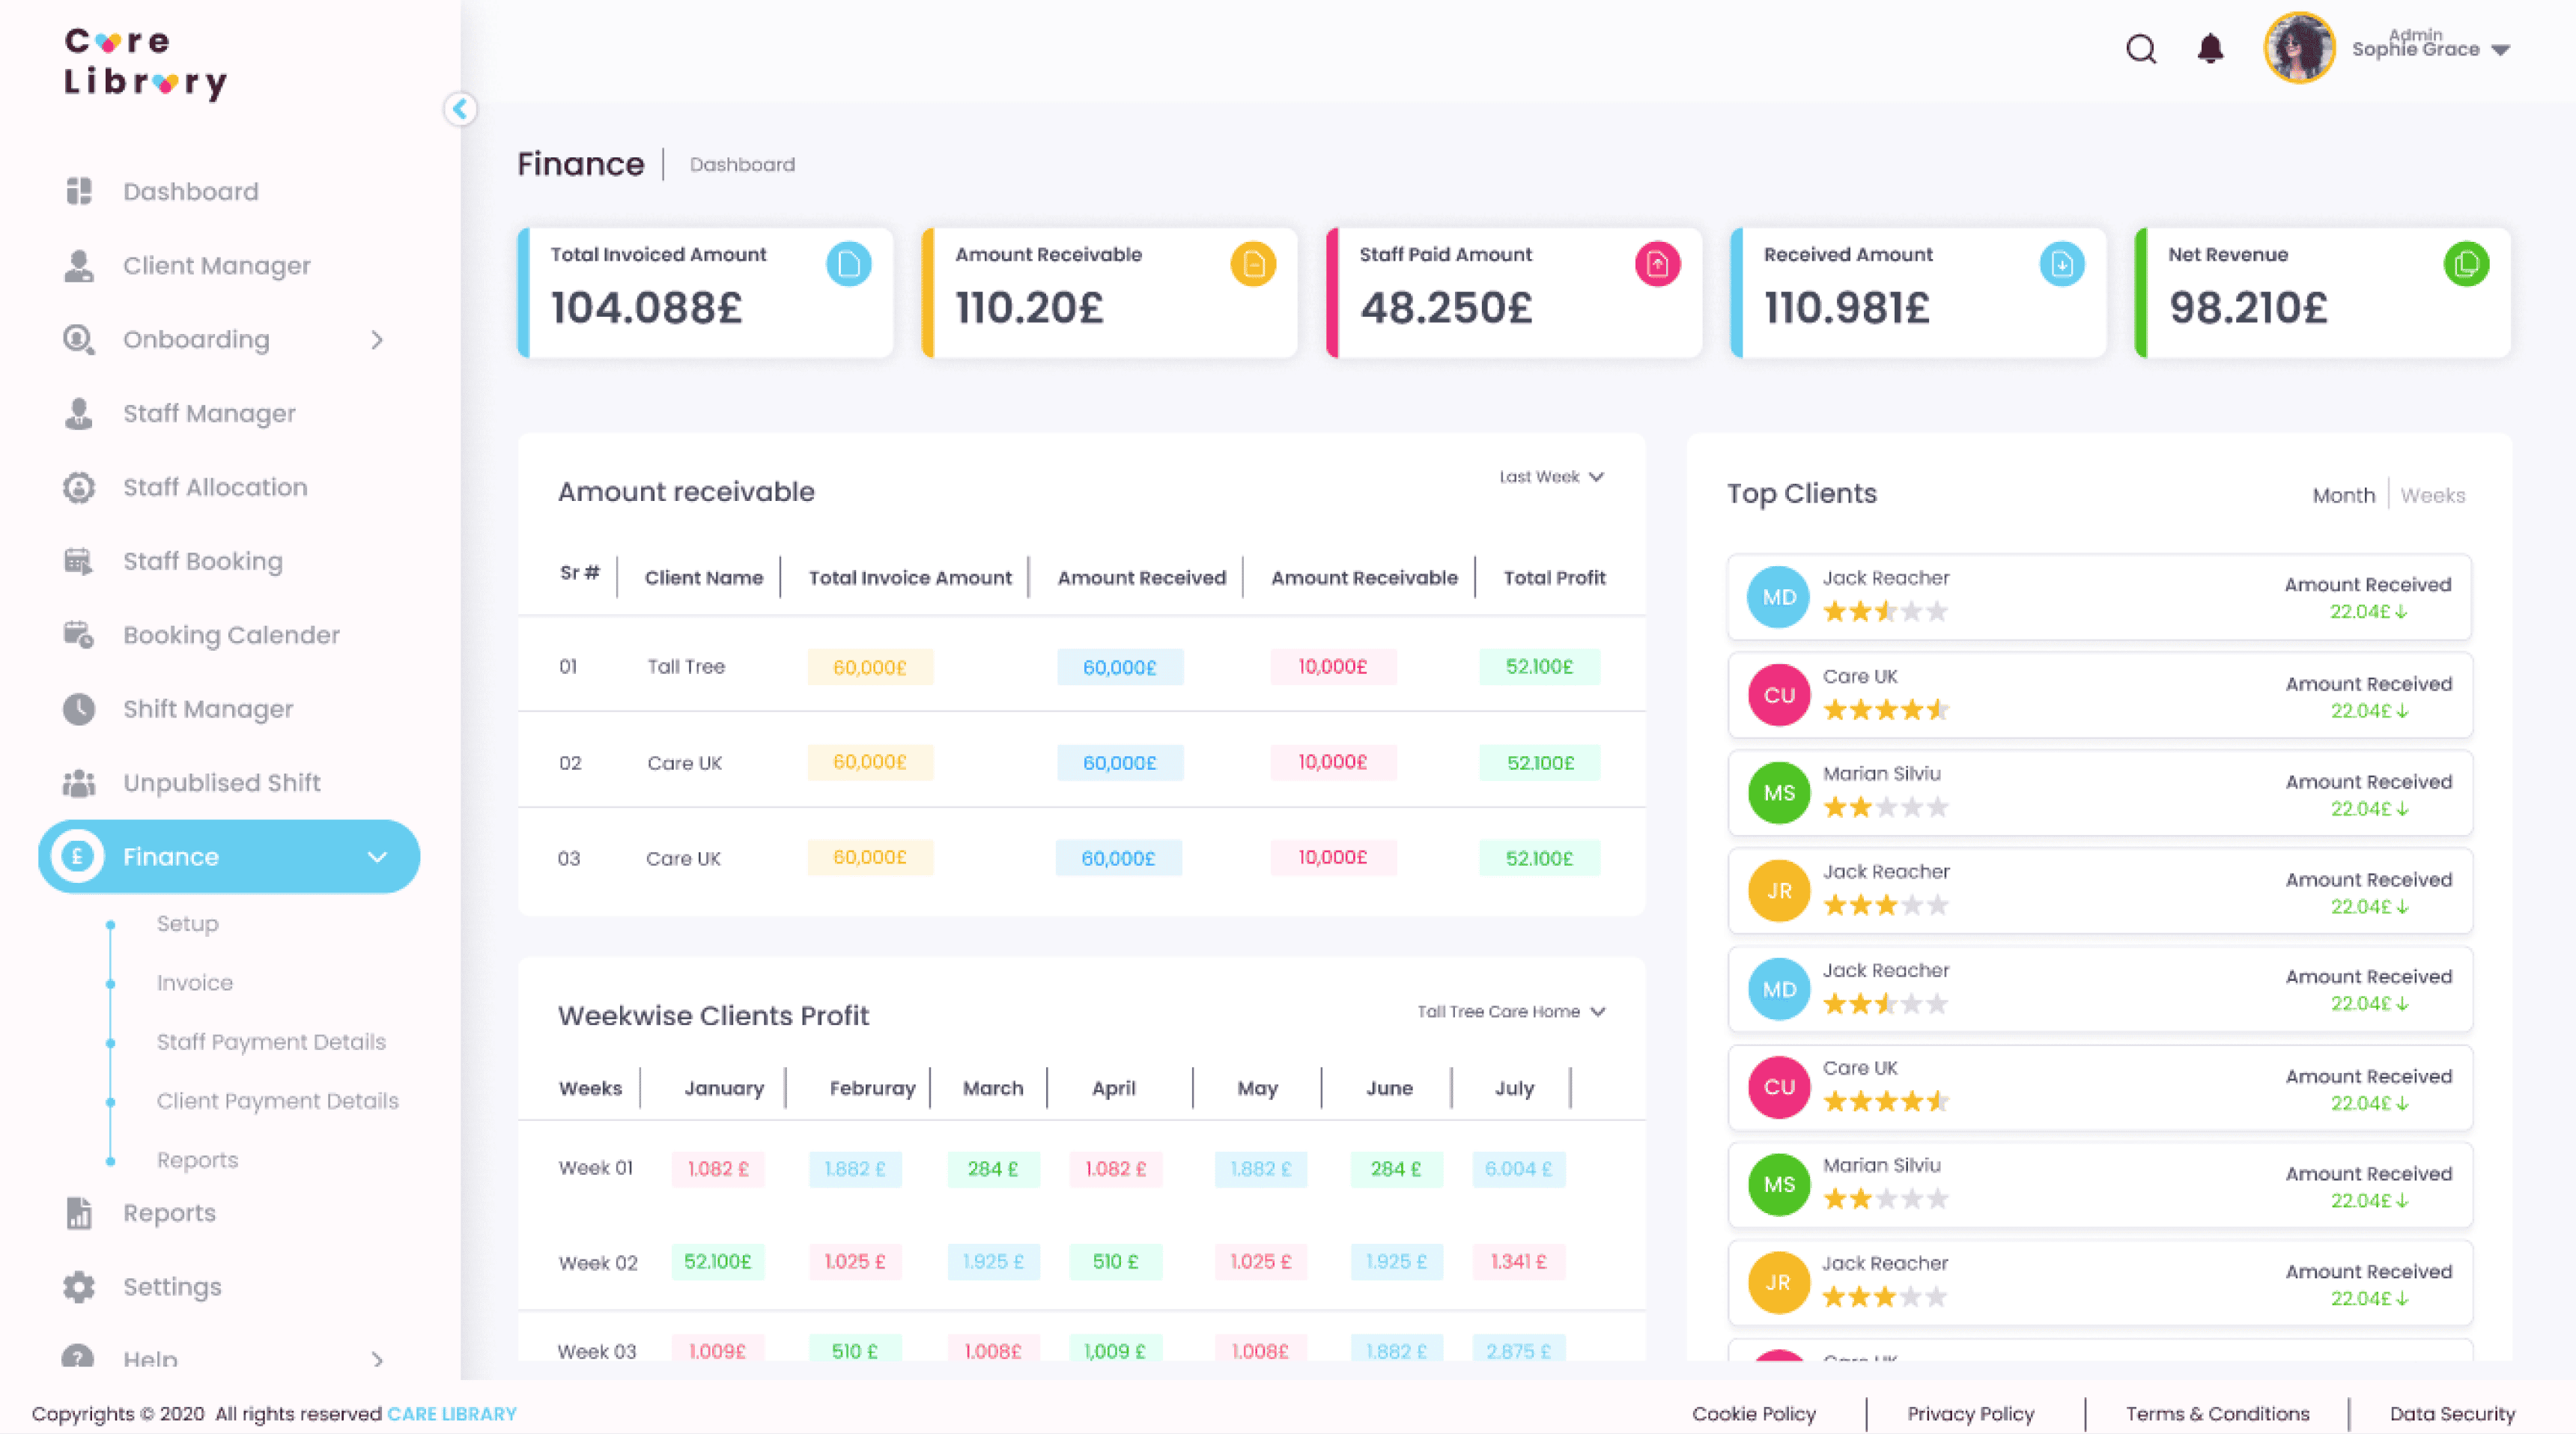 Care
Library
Dashboard
Client Manager
Onboarding
Staff Manager
Staff Allocation
Staff Booking
Booking Calender
Shift Manager
Unpublised Shift
£ Finance
Setup
Invoice
Staff Payment Details
Client Payment Details
Reports
Reports
Settings
Help
Admin
Sophie Grace
Finance | Dashboard
Total Invoiced Amount
104.088£
Amount Receivable
110.20£
Staff Paid Amount
48.250£
Received Amount
110.981£
Net Revenue
98.210£
Amount receivable
Last Week
Sr # Client Name Total Invoice Amount Amount Received Amount Receivable Total Profit
01 Tall Tree 60,000£ 60,000£ 10,000£ 52.100£
02 Care UK 60,000£ 60,000£ 10,000£ 52.100£
03 Care UK 60,000£ 60,000£ 10,000£ 52.100£
Weekwise Clients Profit
Tall Tree Care Home
Weeks January Februray March April May June July
Week 01 1.082 £ 1.882 £ 284 £ 1.082 £ 1.882 £ 284 £ 6.004 £
Week 02 52.100£ 1.025 £ 1.925 £ 510 £ 1.025 £ 1.925 £ 1.341 £
Week 03 1.009£ 510 £ 1.008£ 1,009 £ 1.008£ 1.882 £ 2.875 £
Top Clients
Month | Weeks
MD Jack Reacher Amount Received
22.04£↓
CU Care UK Amount Received
22.04£↓
MS Marian Silviu Amount Received
22.04£↓
JR Jack Reacher Amount Received
22.04£↓
MD Jack Reacher Amount Received
22.04£↓
CU Care UK Amount Received
22.04£↓
MS Marian Silviu Amount Received
22.04£↓
JR Jack Reacher Amount Received
22.04£↓
Care UK
Copyrights © 2020 All rights reserved CARE LIBRARY
Cookie Policy | Privacy Policy | Terms & Conditions | Data Security